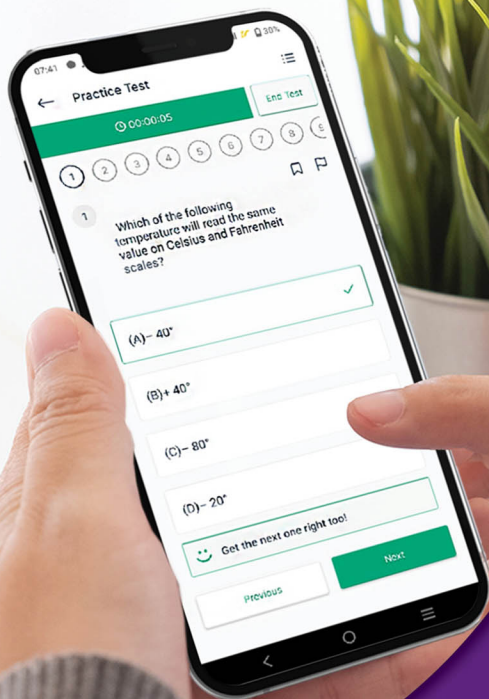 07:41
30%
Practice Test
00:00:05
End Test
1 2 3 4 5 6 7 8
1
Which of the following
temperature will read the same
value on Celsius and Fahrenheit
scales?
(A)− 40°
(B)+ 40°
(C)− 80°
(D)− 20°
Get the next one right too!
Previous
Next